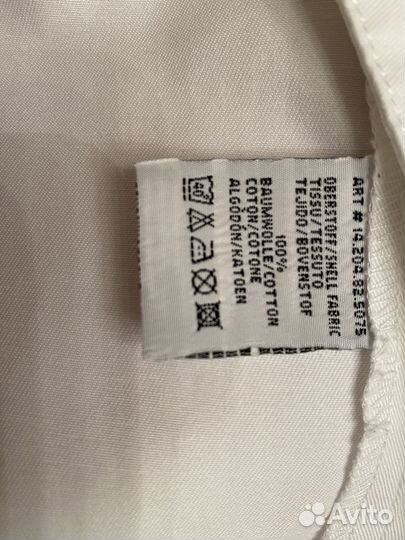 ART # 14.204.82.5075
OBERSTOFF/SHELL FABRIC
TISSU/TESSUTO
TEJIDO/BOVENSTOF
100%
BAUMWOLLE/COTTON
COTON/COTONE
ALGODÓN/KATOEN
40
Avito